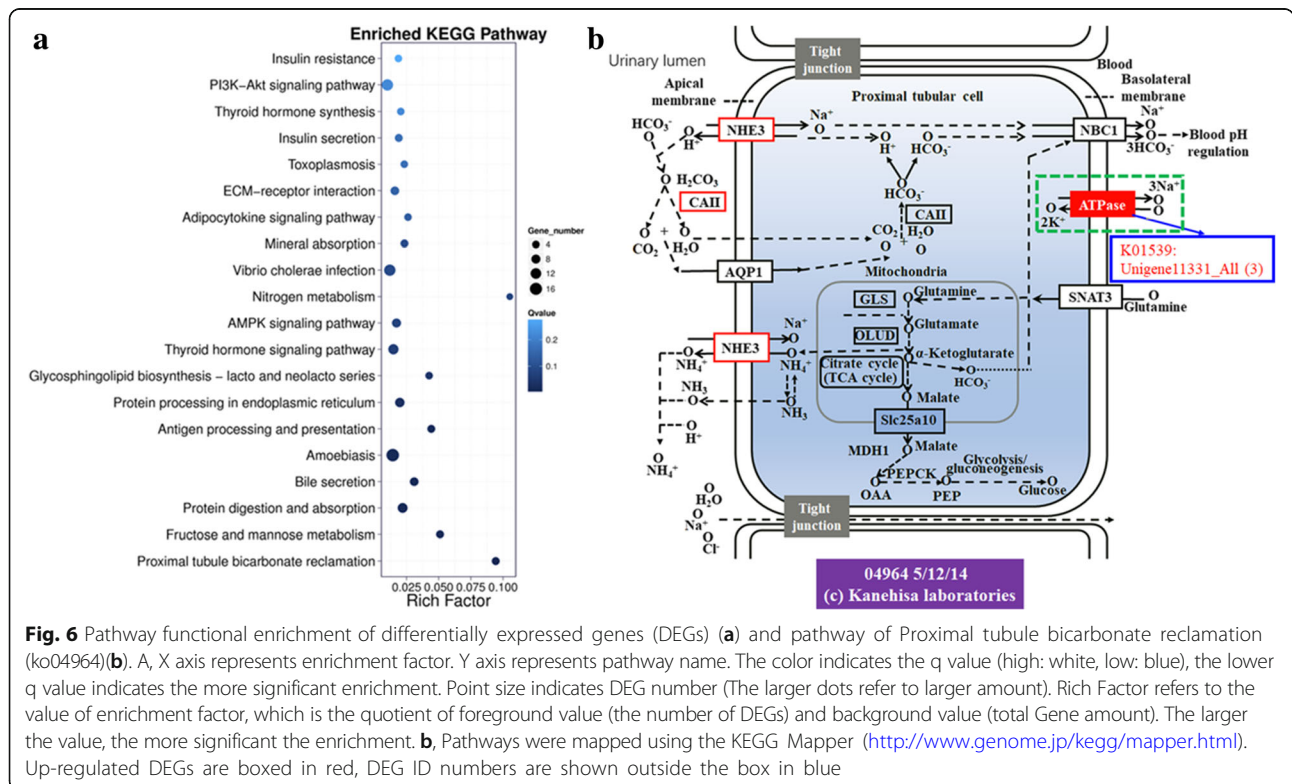 a
Enriched KEGG Pathway
Insulin resistance
PI3K-Akt signaling pathway
Thyroid hormone synthesis
Insulin secretion
Toxoplasmosis
ECM-receptor interaction
Adipocytokine signaling pathway
Mineral absorption
Vibrio cholerae infection
Nitrogen metabolism
AMPK signaling pathway
Thyroid hormone signaling pathway
Glycosphingolipid biosynthesis - lacto and neolacto series
Protein processing in endoplasmic reticulum
Antigen processing and presentation
Amoebiasis
Bile secretion
Protein digestion and absorption
Fructose and mannose metabolism
Proximal tubule bicarbonate reclamation
0.025 0.050 0.075 0.100
Rich Factor
Gene_number
4
8
12
16
Qvalue
0.2
0.1
b
Urinary lumen
Tight
junction
Blood
Apical
membrane
Proximal tubular cell
Basolateral
membrane
HCO3⁻
O
O
H⁺
NHE3
Na⁺
O
O
H⁺
O
HCO3⁻
NBC1
Na⁺
O
O
3HCO3⁻
Blood pH
regulation
O H2CO3
CAII
O
HCO3⁻
CAII
O + O
CO2 H2O
CO2 H2O
O + O
AQP1
ATPase
3Na⁺
O
O
O
2K⁺
K01539:
Unigene11331_All (3)
Mitochondria
GLS
Glutamine
O
SNAT3
O
Glutamine
Glutamate
O
OLUD
Na⁺
O
NHE3
O
NH4⁺
O
NH4⁺
α-Ketoglutarate
O
Citrate cycle
(TCA cycle)
O
HCO3⁻
NH3
O
O
NH3
O
H⁺
O
NH4⁺
Malate
O
Slc25a10
MDH1
Malate
O
PEPCK
Glycolysis/
gluconeogenesis
O
OAA
O
PEP
O
Glucose
O
H2O
O
Na⁺
O
Cl⁻
Tight
junction
04964 5/12/14
(c) Kanehisa laboratories
Fig. 6 Pathway functional enrichment of differentially expressed genes (DEGs) (a) and pathway of Proximal tubule bicarbonate reclamation
(ko04964)(b). A, X axis represents enrichment factor. Y axis represents pathway name. The color indicates the q value (high: white, low: blue), the lower
q value indicates the more significant enrichment. Point size indicates DEG number (The larger dots refer to larger amount). Rich Factor refers to the
value of enrichment factor, which is the quotient of foreground value (the number of DEGs) and background value (total Gene amount). The larger
the value, the more significant the enrichment. b, Pathways were mapped using the KEGG Mapper (http://www.genome.jp/kegg/mapper.html).
Up-regulated DEGs are boxed in red, DEG ID numbers are shown outside the box in blue